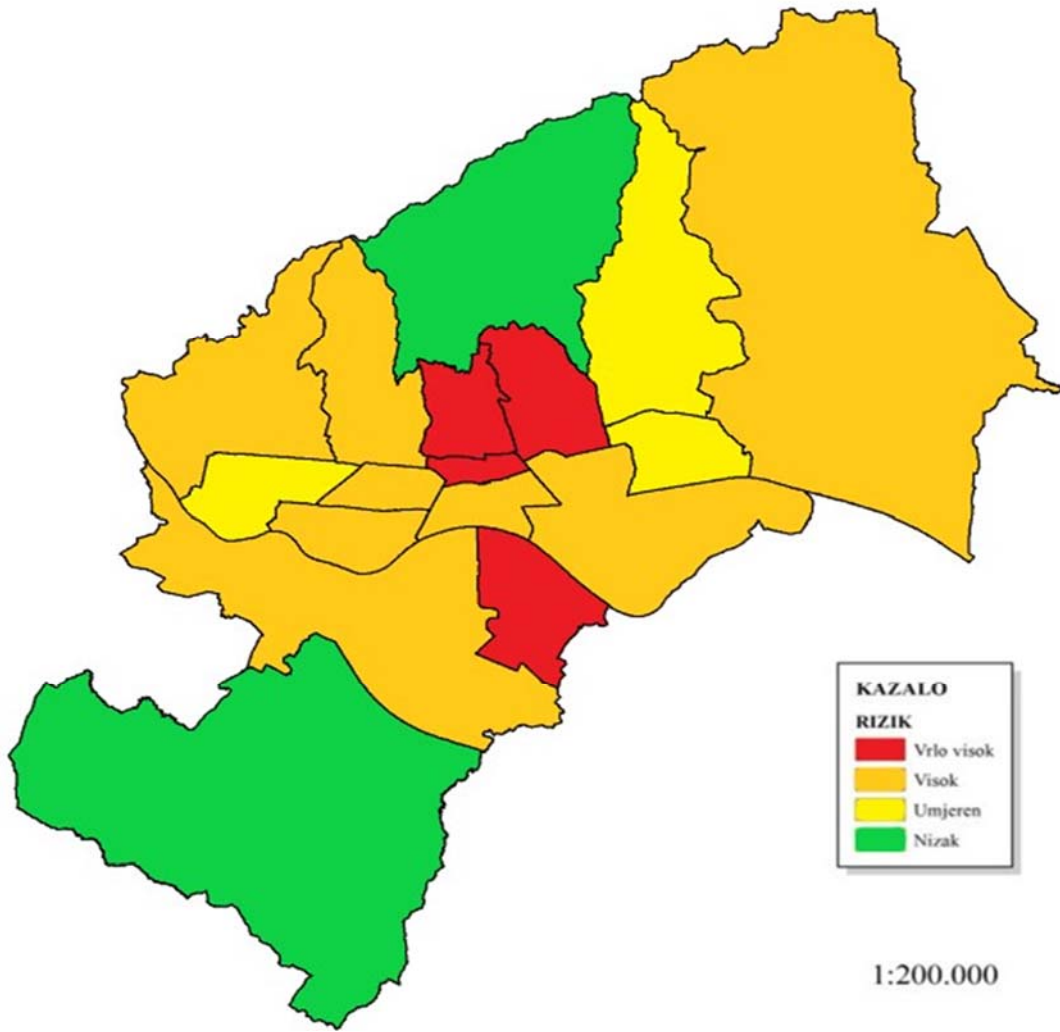 KAZALO
RIZIK
Vrlo visok
Visok
Umjeren
Nizak
1:200.000